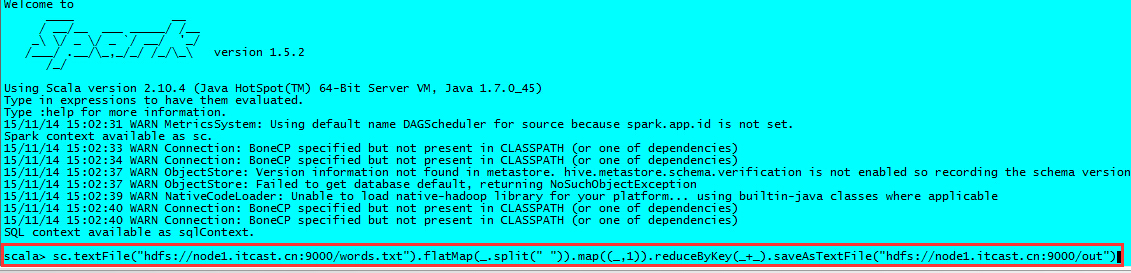 Welcome to
Spark version 1.5.2
Using Scala version 2.10.4 (Java HotSpot(TM) 64-Bit Server VM, Java 1.7.0_45)
Type in expressions to have them evaluated.
Type :help for more information.
15/11/14 15:02:31 WARN MetricsSystem: Using default name DAGScheduler for source because spark.app.id is not set.
Spark context available as sc.
15/11/14 15:02:33 WARN Connection: BoneCP specified but not present in CLASSPATH (or one of dependencies)
15/11/14 15:02:34 WARN Connection: BoneCP specified but not present in CLASSPATH (or one of dependencies)
15/11/14 15:02:37 WARN ObjectStore: Version information not found in metastore. hive.metastore.schema.verification is not enabled so recording the schema version
15/11/14 15:02:37 WARN ObjectStore: Failed to get database default, returning NoSuchObjectException
15/11/14 15:02:39 WARN NativeCodeLoader: Unable to load native-hadoop library for your platform... using builtin-java classes where applicable
15/11/14 15:02:40 WARN Connection: BoneCP specified but not present in CLASSPATH (or one of dependencies)
15/11/14 15:02:40 WARN Connection: BoneCP specified but not present in CLASSPATH (or one of dependencies)
SQL context available as sqlContext.
scala> sc.textFile("hdfs://node1.itcast.cn:9000/words.txt").flatMap(_.split(" ")).map((_,1)).reduceByKey(_+_).saveAsTextFile("hdfs://node1.itcast.cn:9000/out")